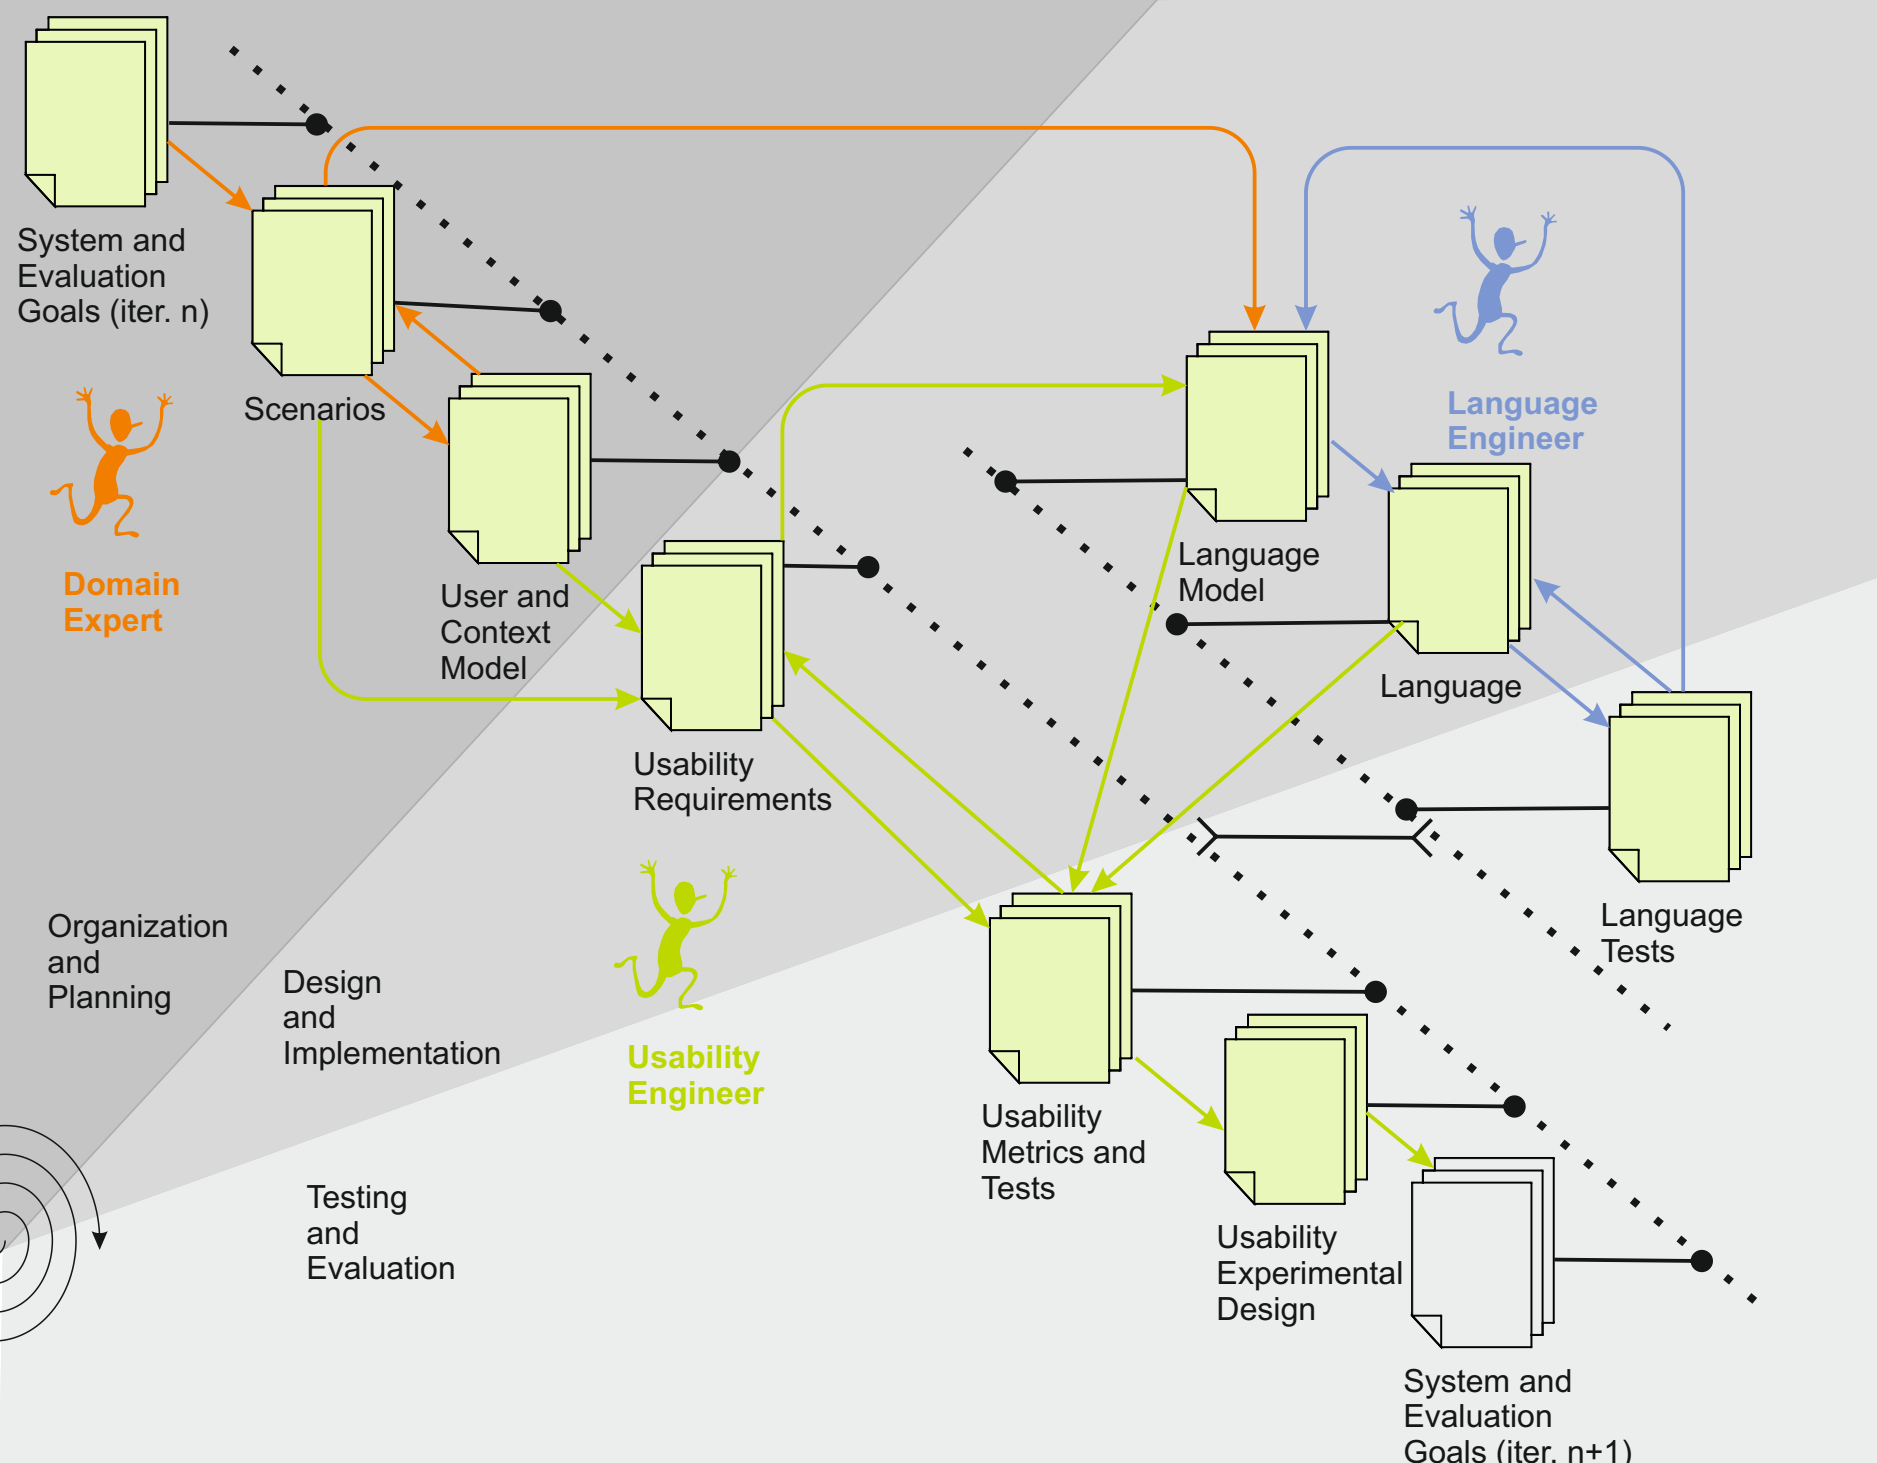 System and
Evaluation
Goals (iter. n)
Scenarios
Domain
Expert
User and
Context
Model
Usability
Requirements
Language
Engineer
Language
Model
Language
Language
Tests
Organization
and
Planning
Design
and
Implementation
Usability
Engineer
Testing
and
Evaluation
Usability
Metrics and
Tests
Usability
Experimental
Design
System and
Evaluation
Goals (iter. n+1)